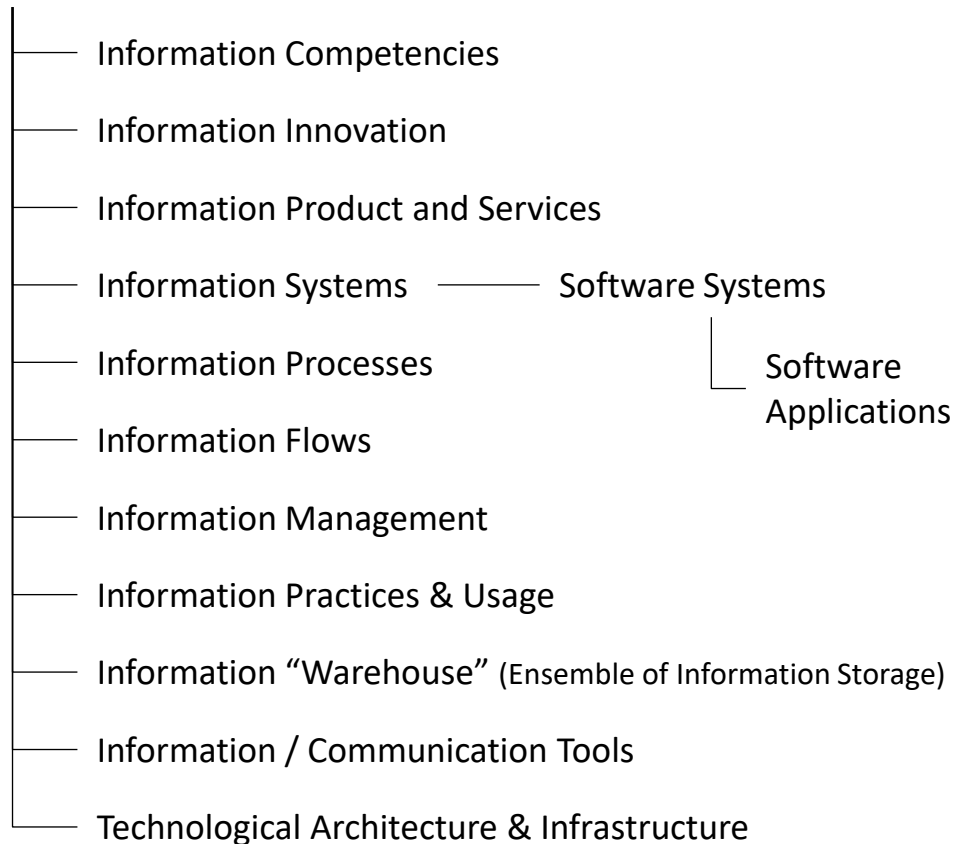 Information Competencies
Information Innovation
Information Product and Services
Information Systems
Software Systems
Information Processes
Software
Applications
Information Flows
Information Management
Information Practices & Usage
Information “Warehouse” (Ensemble of Information Storage)
Information / Communication Tools
Technological Architecture & Infrastructure